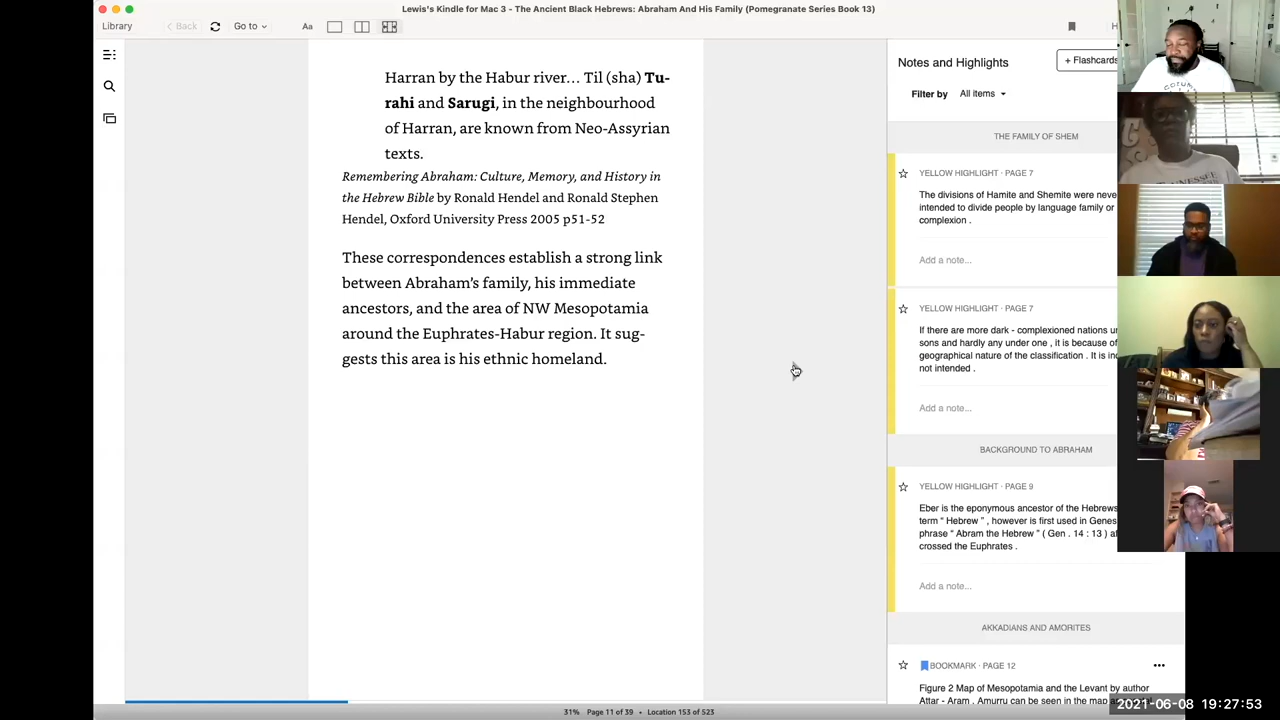 Lewis's Kindle for Mac 3 - The Ancient Black Hebrews: Abraham And His Family (Pomegranate Series Book 13)
Library
Back
Go to
Aa
Harran by the Habur river… Til (sha) Tu-
rahi and Sarugi, in the neighbourhood
of Harran, are known from Neo-Assyrian
texts.
Remembering Abraham: Culture, Memory, and History in
the Hebrew Bible by Ronald Hendel and Ronald Stephen
Hendel, Oxford University Press 2005 p51-52
These correspondences establish a strong link
between Abraham's family, his immediate
ancestors, and the area of NW Mesopotamia
around the Euphrates-Habur region. It sug-
gests this area is his ethnic homeland.
31% Page 11 of 39 • Location 153 of 523
Notes and Highlights
+ Flashcards
Filter by All items
THE FAMILY OF SHEM
YELLOW HIGHLIGHT · PAGE 7
The divisions of Hamite and Shemite were neve
intended to divide people by language family or
complexion .
Add a note...
YELLOW HIGHLIGHT · PAGE 7
If there are more dark - complexioned nations u
sons and hardly any under one , it is because of
geographical nature of the classification . It is in
not intended .
Add a note...
BACKGROUND TO ABRAHAM
YELLOW HIGHLIGHT · PAGE 9
Eber is the eponymous ancestor of the Hebrews
term " Hebrew " , however is first used in Genes
phrase " Abram the Hebrew " ( Gen . 14 : 13 ) a
crossed the Euphrates .
Add a note...
AKKADIANS AND AMORITES
BOOKMARK · PAGE 12
Figure 2 Map of Mesopotamia and the Levant by author
Attar - Aram . Amurru can be seen in the map a
2021-06-08 19:27:53